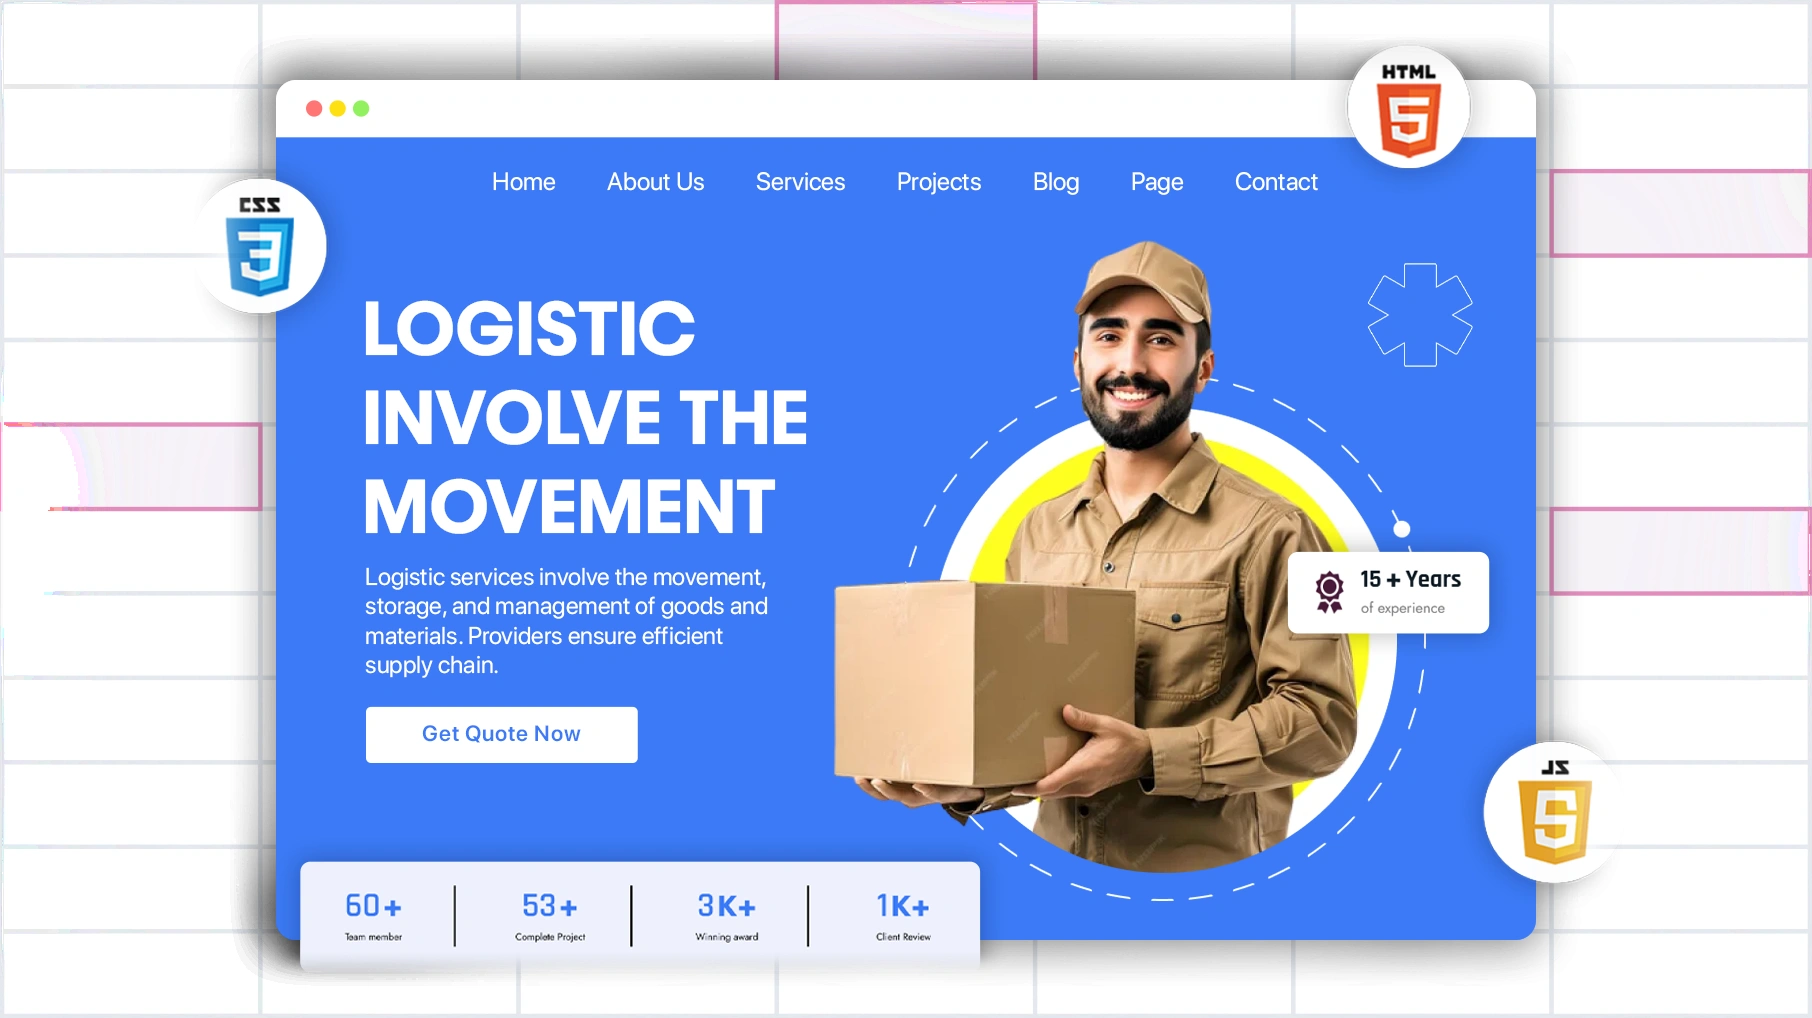 HTML
5
Home About Us Services Projects Blog Page Contact
CSS
3
LOGISTIC
INVOLVE THE
MOVEMENT
Logistic services involve the movement,
storage, and management of goods and
materials. Providers ensure efficient
supply chain.
Get Quote Now
15 + Years
of experience
JS
5
60+ 53+ 3K+ 1K+
Team member Complete Project Winning award Client Review